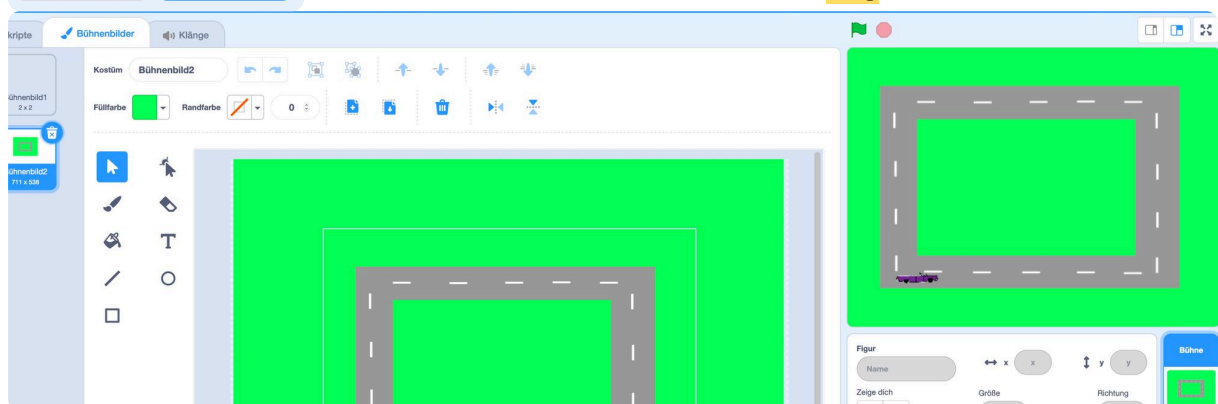 kripte Bühnenbilder Klänge
Kostüm Bühnenbild2
ühnenbild1
2 x 2
Füllfarbe Randfarbe 0
ühnenbild2
711 x 538
T
Figur Bühne
Name x x y y
Zeige dich Größe Richtung